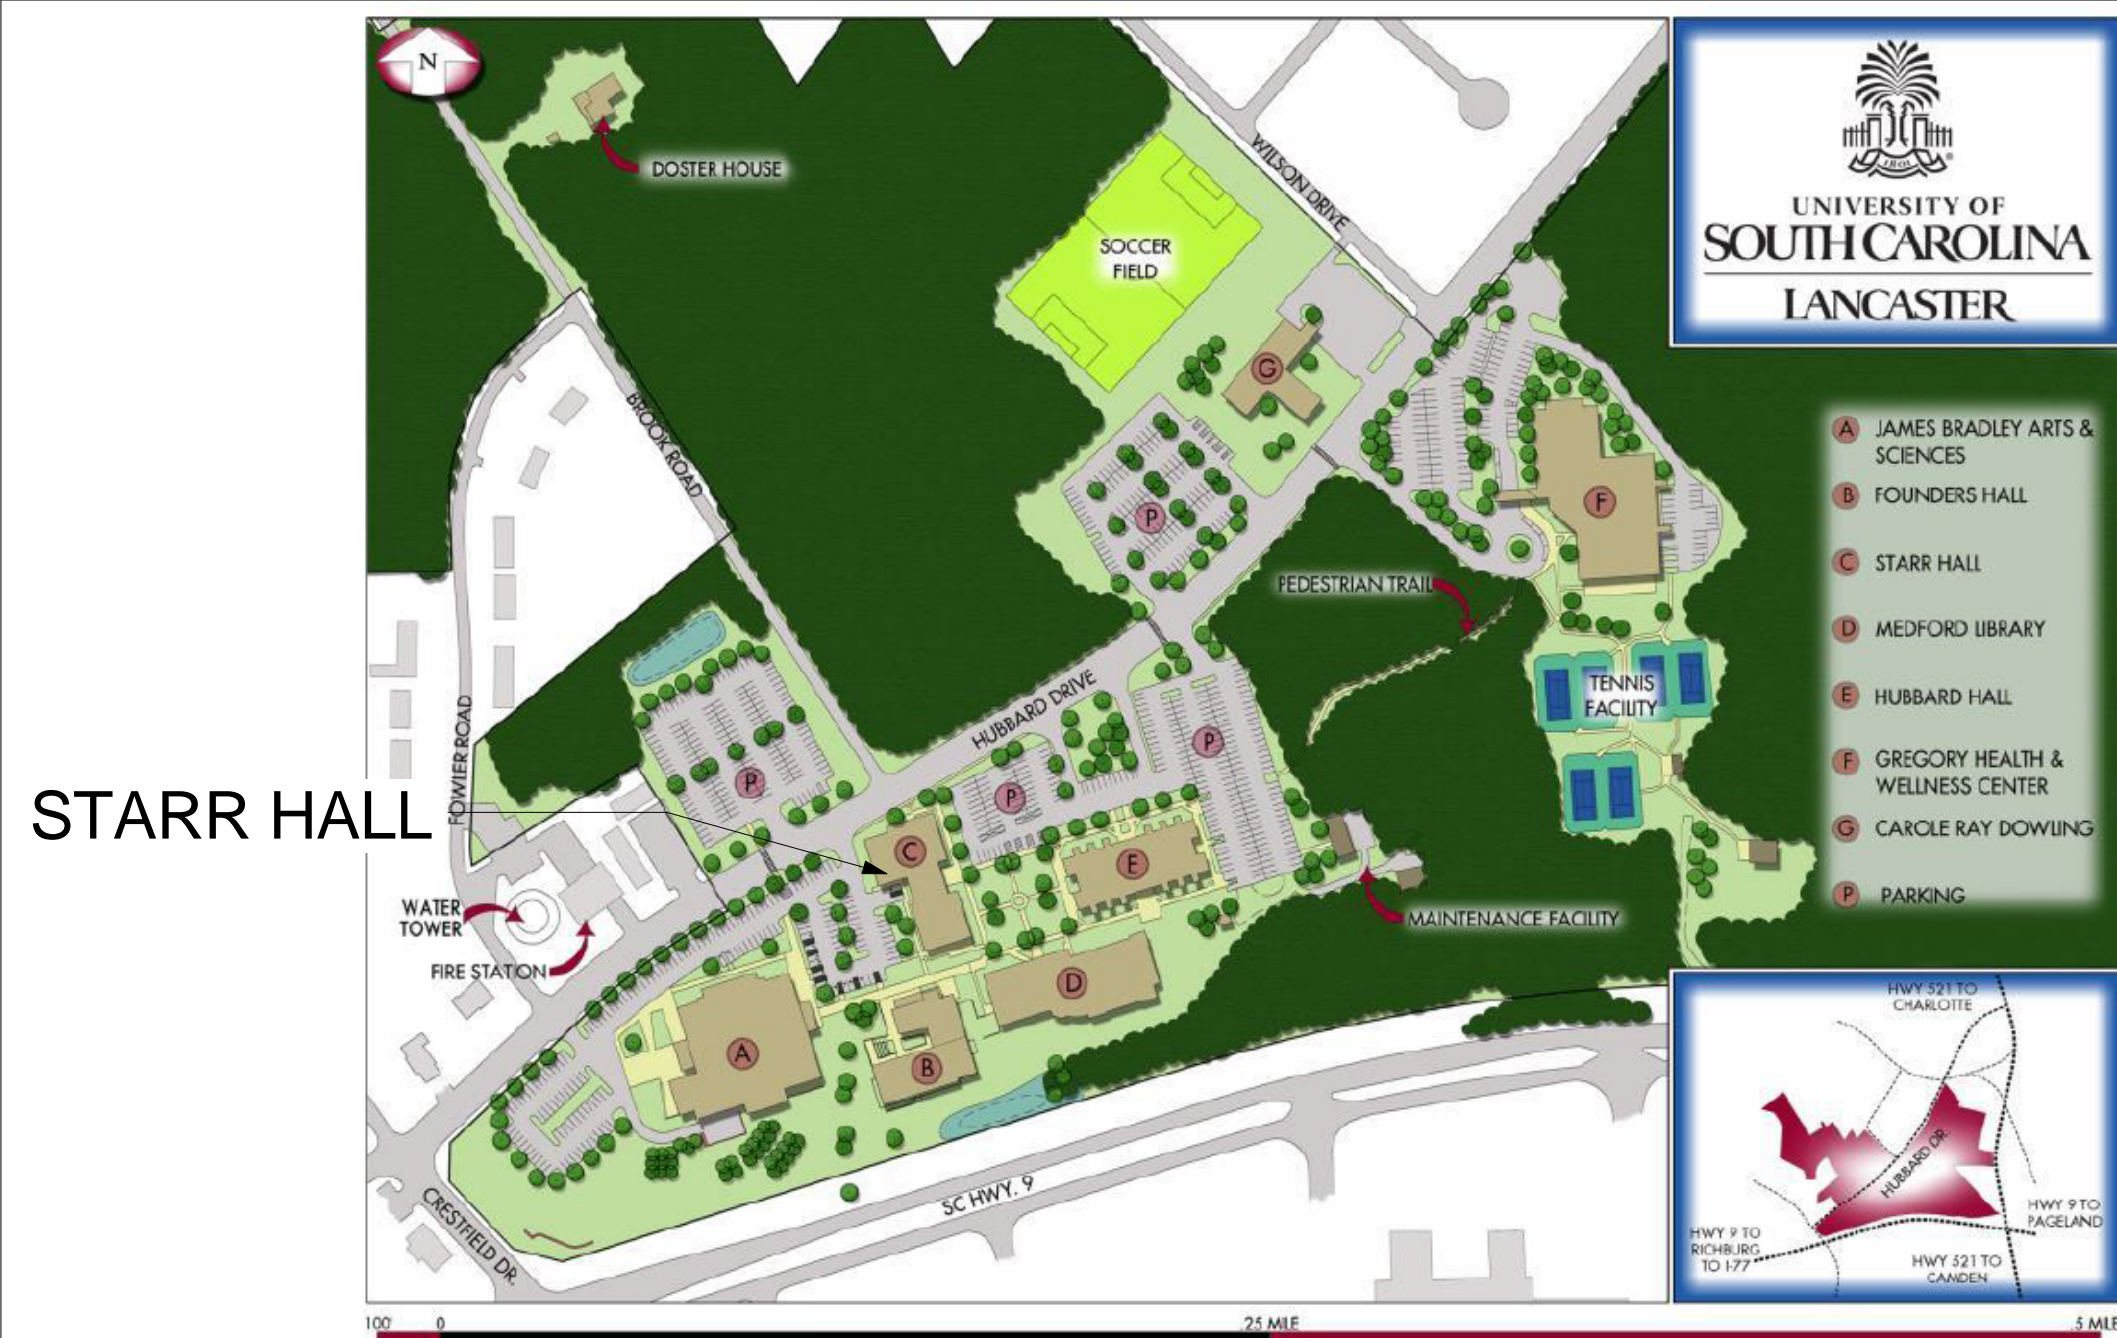 N
DOSTER HOUSE
WILSON DRIVE
SOCCER
FIELD
UNIVERSITY OF
SOUTH CAROLINA
LANCASTER
1801
G
BROOK ROAD
P
F
PEDESTRIAN TRAIL
A JAMES BRADLEY ARTS &
SCIENCES
B FOUNDERS HALL
C STARR HALL
D MEDFORD LIBRARY
E HUBBARD HALL
F GREGORY HEALTH &
WELLNESS CENTER
G CAROLE RAY DOWLING
P PARKING
TENNIS
FACILITY
HUBBARD DRIVE
FOWLER ROAD
P
P
P
STARR HALL
C
E
WATER
TOWER
FIRE STATION
MAINTENANCE FACILITY
D
A
B
SC HWY. 9
CRESTFIELD DR.
HWY 521 TO
CHARLOTTE
HUBBARD DR.
HWY 9 TO
PAGELAND
HWY 9 TO
RICHBURG
TO I-77
HWY 521 TO
CAMDEN
100 0 .25 MILE .5 MILE